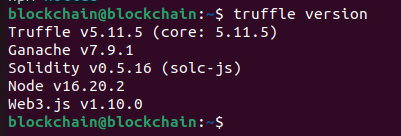 blockchain@blockchain:~$ truffle version
Truffle v5.11.5 (core: 5.11.5)
Ganache v7.9.1
Solidity v0.5.16 (solc-js)
Node v16.20.2
Web3.js v1.10.0
blockchain@blockchain:~$